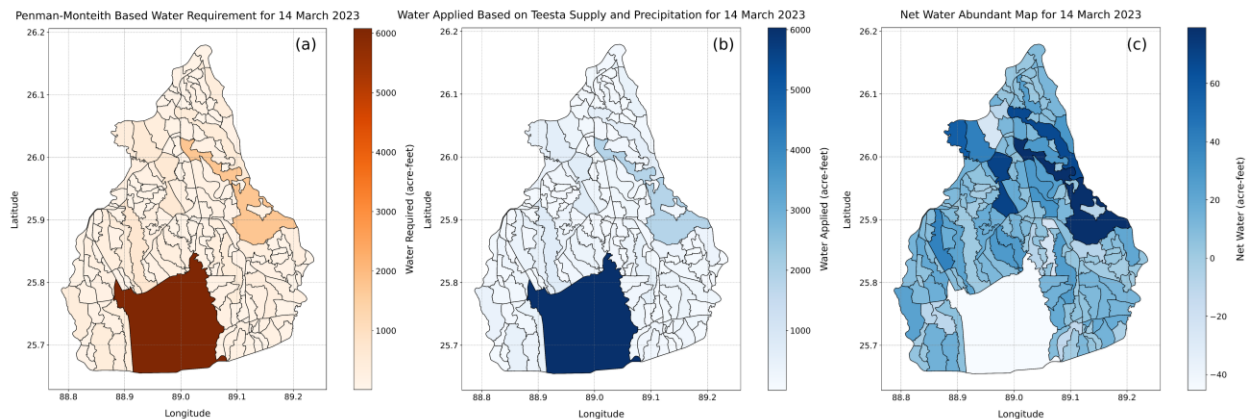 Penman-Monteith Based Water Requirement for 14 March 2023
(a)
26.2
26.1
26.0
25.9
25.8
25.7
Latitude
88.8 88.9 89.0 89.1 89.2
Longitude
6000
5000
4000
3000
2000
1000
Water Required (acre-feet)
Water Applied Based on Teesta Supply and Precipitation for 14 March 2023
(b)
26.2
26.1
26.0
25.9
25.8
25.7
Latitude
88.8 88.9 89.0 89.1 89.2
Longitude
6000
5000
4000
3000
2000
1000
Water Applied (acre-feet)
Net Water Abundant Map for 14 March 2023
(c)
26.2
26.1
26.0
25.9
25.8
25.7
Latitude
88.8 88.9 89.0 89.1 89.2
Longitude
60
40
20
0
−20
−40
Net Water (acre-feet)